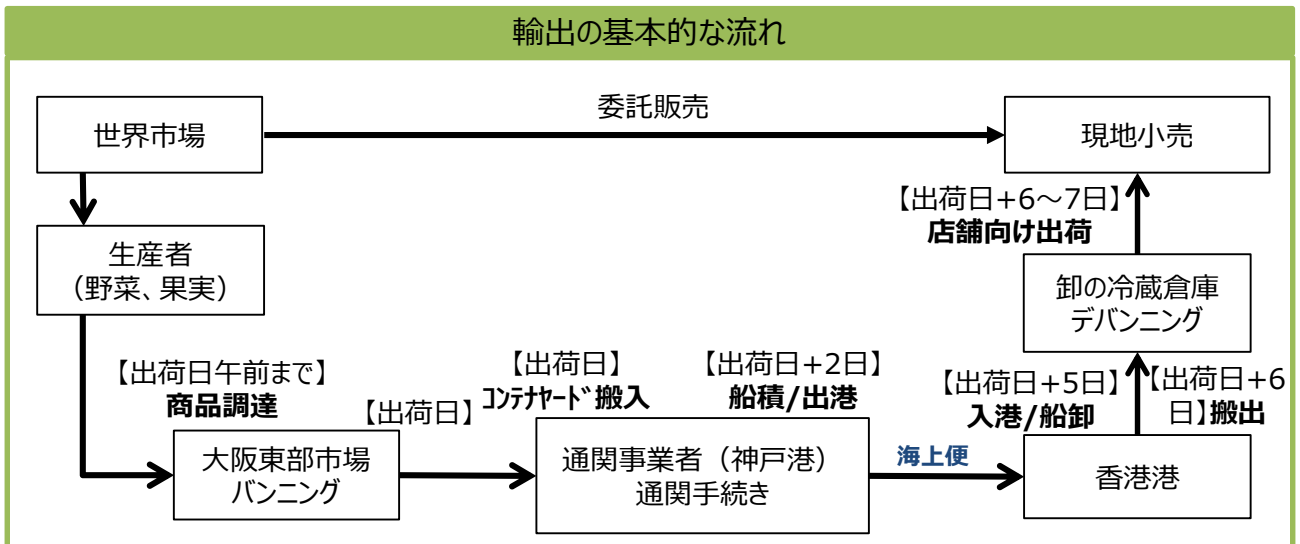 輸出の基本的な流れ
世界市場
委託販売
現地小売
生産者
（野菜、果実）
【出荷日+6～7日】
店舗向け出荷
卸の冷蔵倉庫
デバンニング
【出荷日午前まで】
商品調達
【出荷日】
【出荷日】
ｺﾝﾃﾅﾔｰﾄﾞ搬入
【出荷日+2日】
船積/出港
【出荷日+5日】
入港/船卸
【出荷日+6
日】搬出
大阪東部市場
バンニング
通関事業者（神戸港）
通関手続き
海上便
香港港